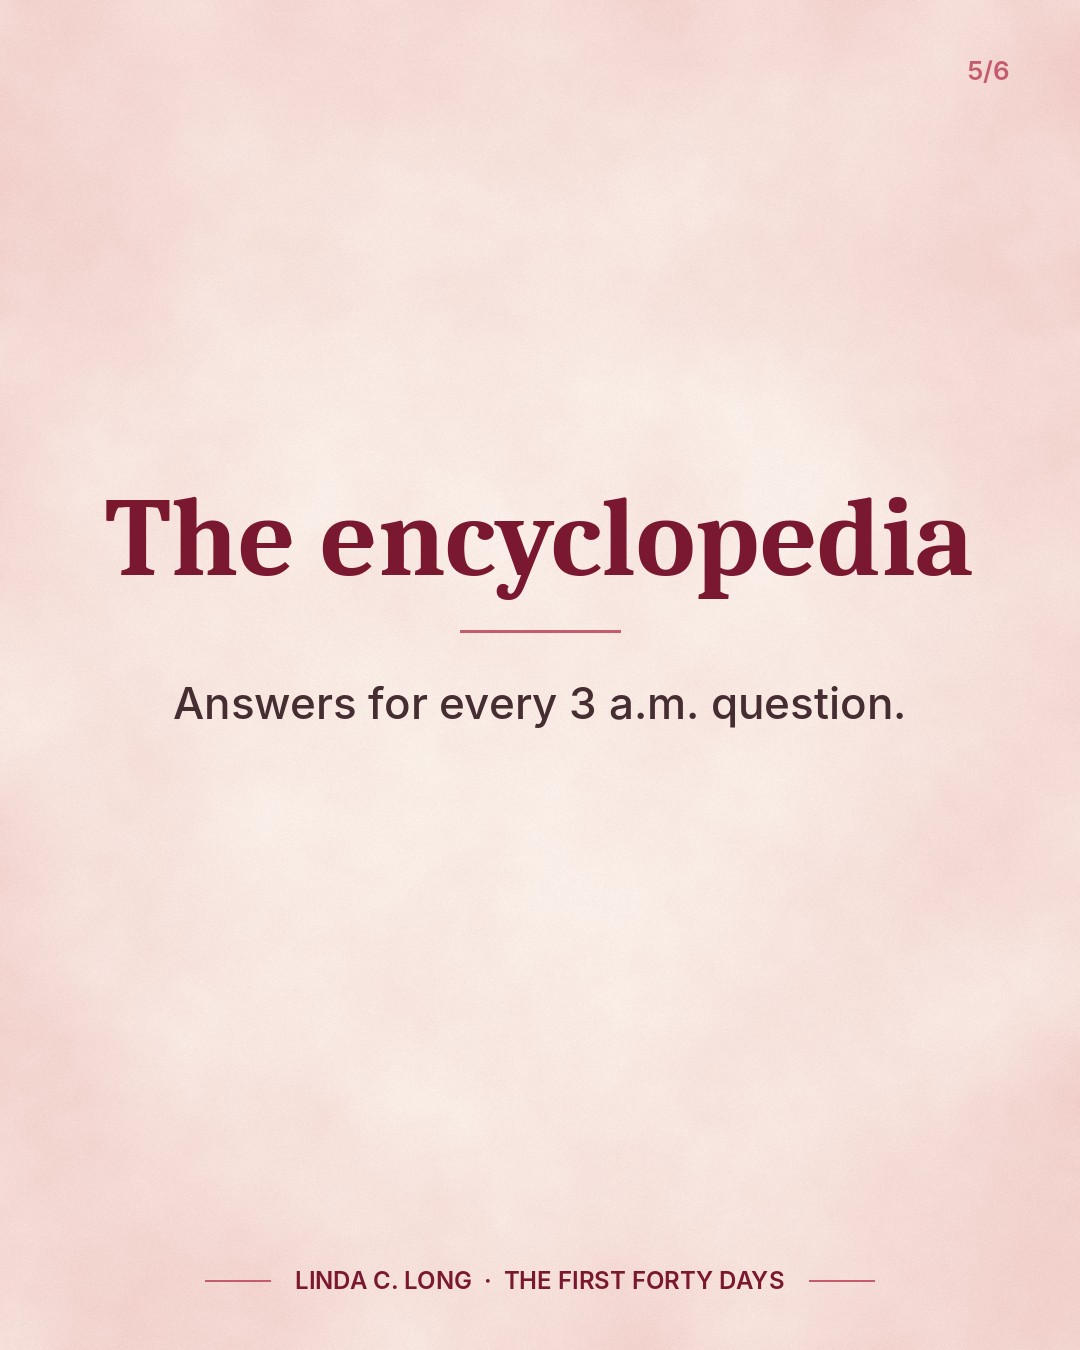 5/6
The encyclopedia
Answers for every 3 a.m. question.
LINDA C. LONG · THE FIRST FORTY DAYS